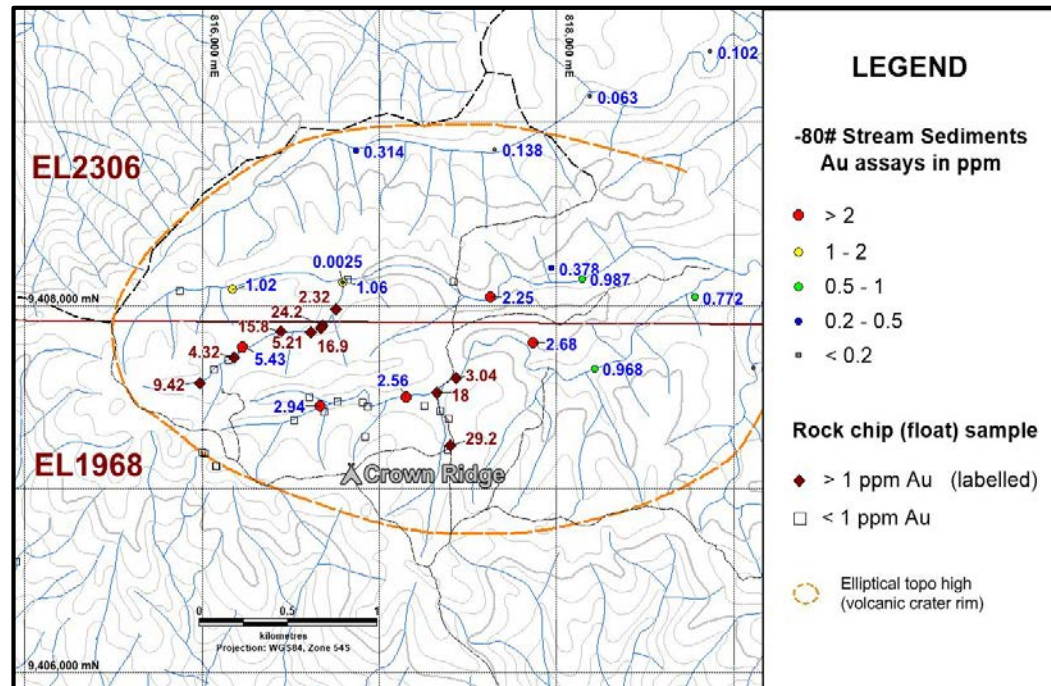 816,000 mE
818,000 mE
0.102
0.063
EL2306
0.314
0.138
0.0025
0.378
1.02
1.06
0.987
2.32
2.25
0.772
9,408,000 mN
24.2
15.8
5.21
16.9
4.32
5.43
2.68
9.42
2.56
3.04
0.968
18
2.94
29.2
EL1968
Crown Ridge
0 0.5 1
kilometres
Projection: WGS84, Zone 54S
9,406,000 mN
LEGEND
-80# Stream Sediments
Au assays in ppm
> 2
1 - 2
0.5 - 1
0.2 - 0.5
< 0.2
Rock chip (float) sample
> 1 ppm Au (labelled)
< 1 ppm Au
Elliptical topo high
(volcanic crater rim)